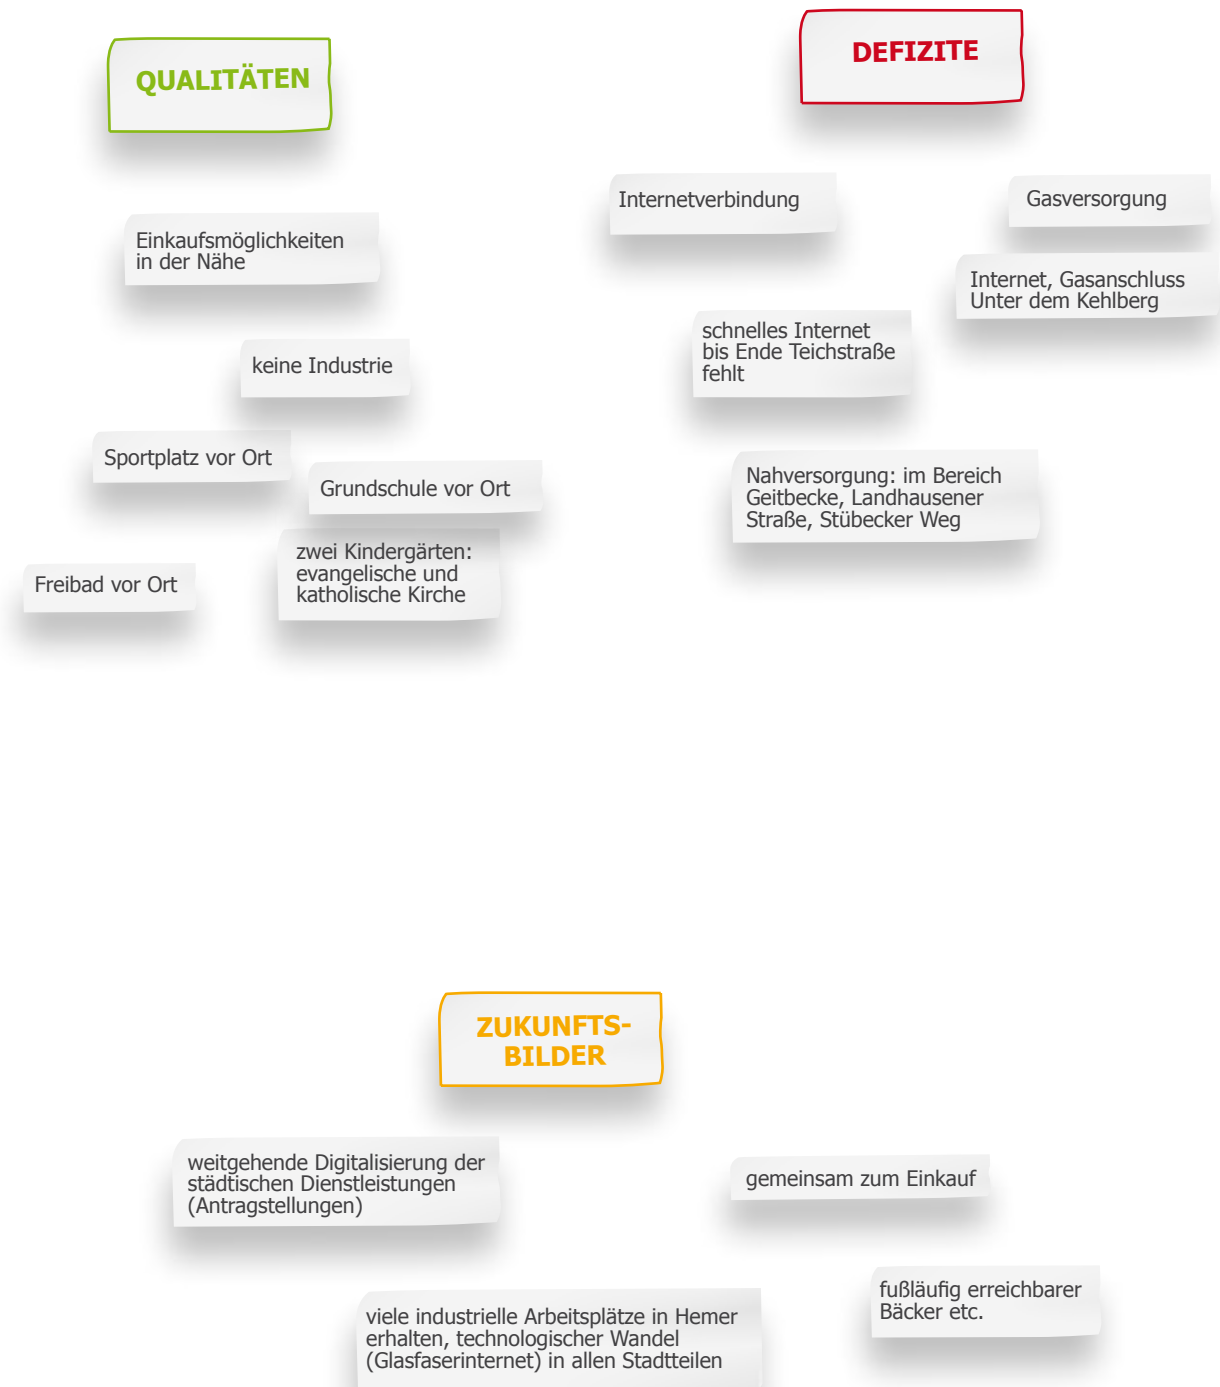 QUALITÄTEN
Einkaufsmöglichkeiten
in der Nähe
keine Industrie
Sportplatz vor Ort
Grundschule vor Ort
zwei Kindergärten:
evangelische und
katholische Kirche
Freibad vor Ort
DEFIZITE
Internetverbindung
Gasversorgung
Internet, Gasanschluss
Unter dem Kehlberg
schnelles Internet
bis Ende Teichstraße
fehlt
Nahversorgung: im Bereich
Geitbecke, Landhausener
Straße, Stübecker Weg
ZUKUNFTS-
BILDER
weitgehende Digitalisierung der
städtischen Dienstleistungen
(Antragstellungen)
gemeinsam zum Einkauf
fußläufig erreichbarer
Bäcker etc.
viele industrielle Arbeitsplätze in Hemer
erhalten, technologischer Wandel
(Glasfaserinternet) in allen Stadtteilen